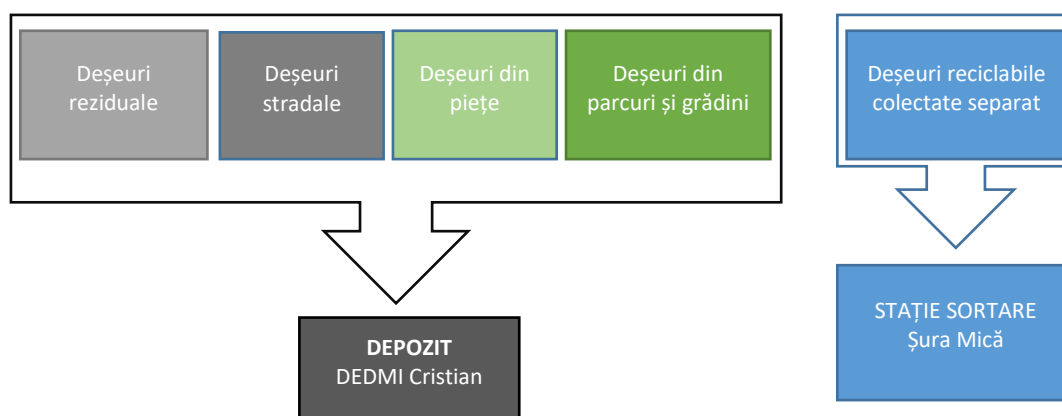 Deșeuri
reziduale
Deșeuri
stradale
Deșeuri din
piețe
Deșeuri din
parcuri și grădini
Deșeuri reciclabile
colectate separat
DEPOZIT
DEDMI Cristian
STAȚIE SORTARE
Șura Mică